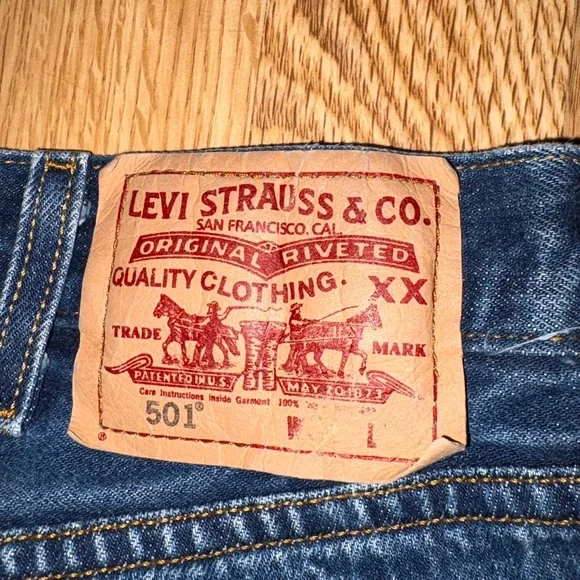 LEVI STRAUSS & CO.
SAN FRANCISCO, CAL.
ORIGINAL RIVETED
QUALITY CLOTHING. XX
TRADE MARK
PATENTED IN U.S. MAY 20 1873
Care Instructions Inside Garment 100%
501® W L
®